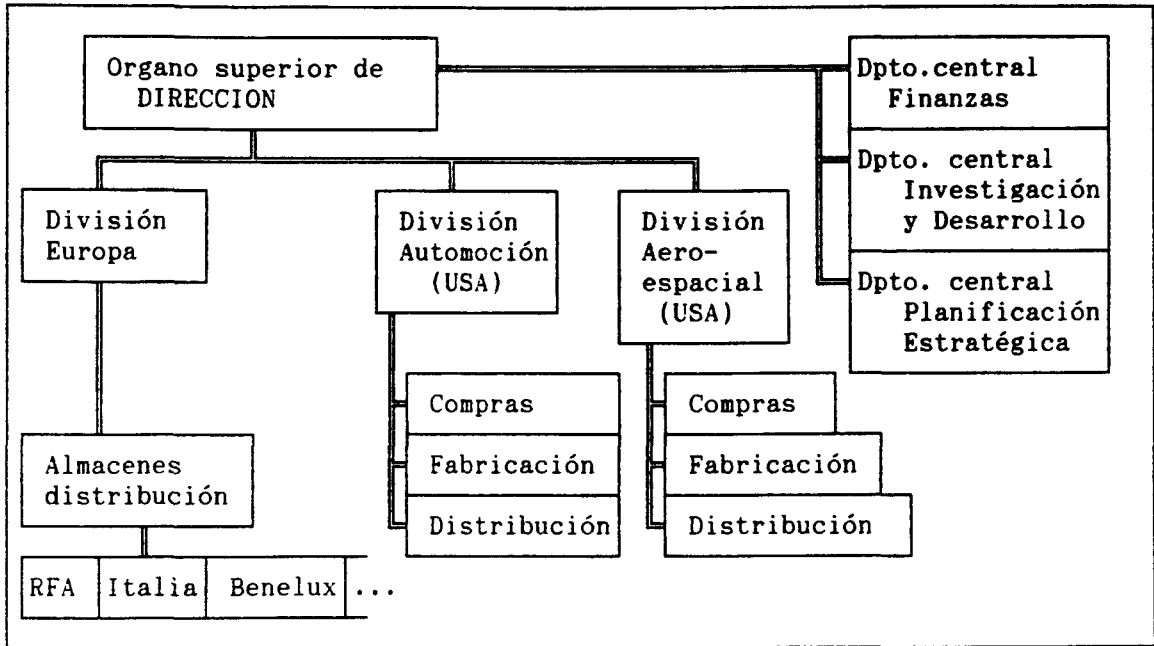 Organo superior de
DIRECCION
Dpto.central
Finanzas
Dpto. central
Investigación
y Desarrollo
Dpto. central
Planificación
Estratégica
División
Europa
División
Automoción
(USA)
División
Aero-
espacial
(USA)
Almacenes
distribución
RFA Italia Benelux ...
Compras
Fabricación
Distribución
Compras
Fabricación
Distribución